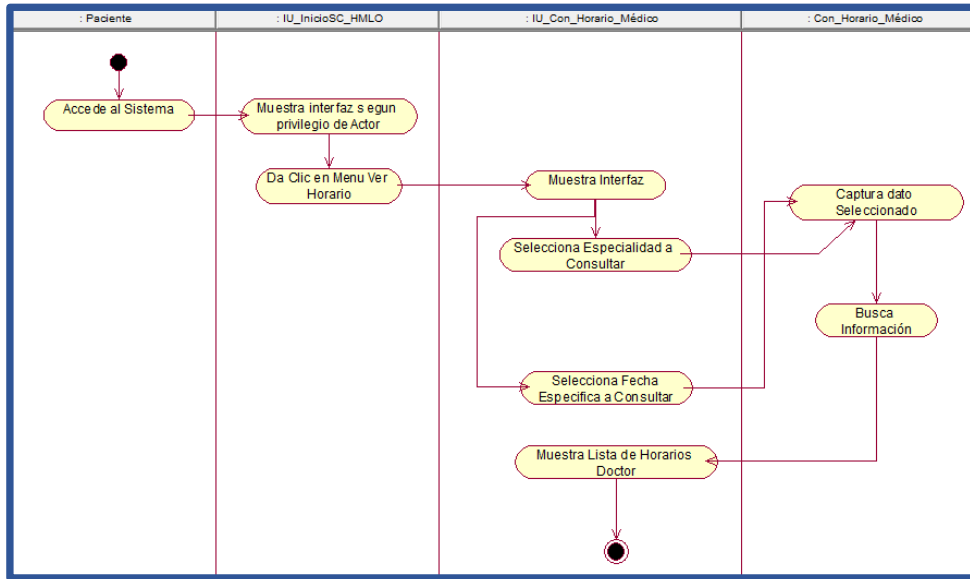 : Paciente
: IU_InicioSC_HMLO
: IU_Con_Horario_Médico
: Con_Horario_Médico
Accede al Sistema
Muestra interfaz s egun
privilegio de Actor
Da Clic en Menu Ver
Horario
Muestra Interfaz
Captura dato
Seleccionado
Selecciona Especialidad a
Consultar
Busca
Información
Selecciona Fecha
Especifica a Consultar
Muestra Lista de Horarios
Doctor